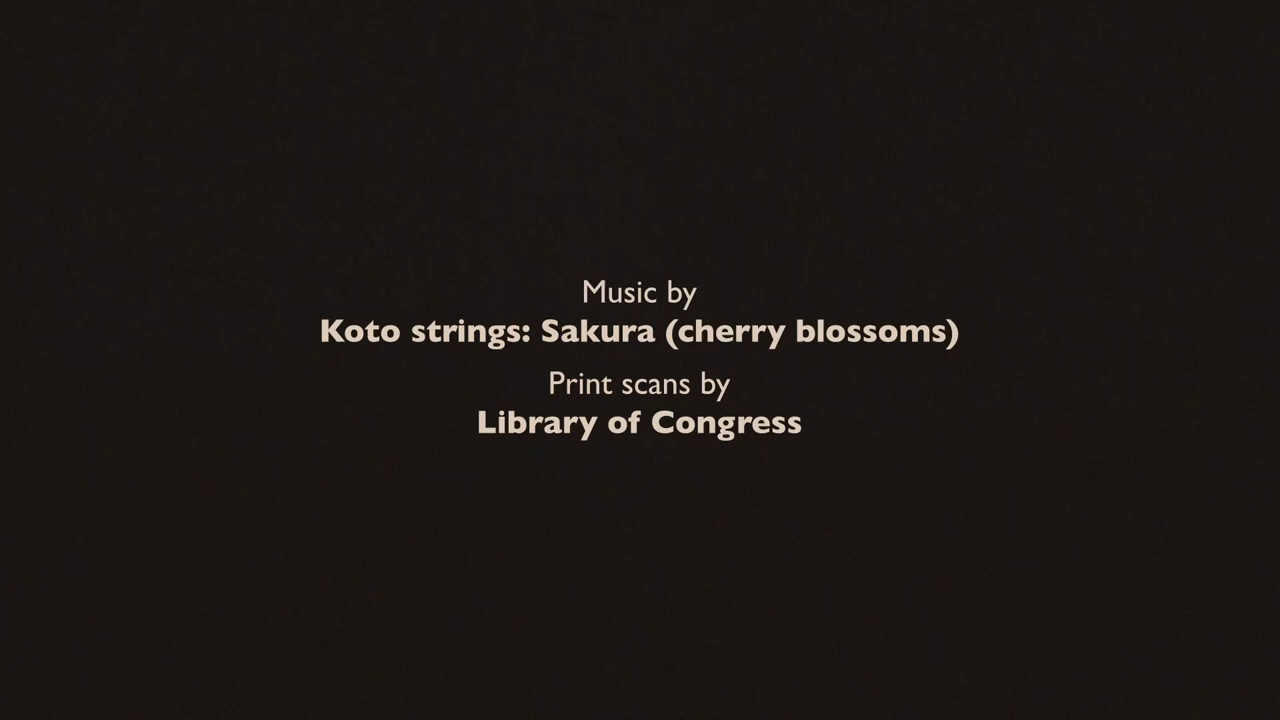 Music by
Koto strings: Sakura (cherry blossoms)
Print scans by
Library of Congress